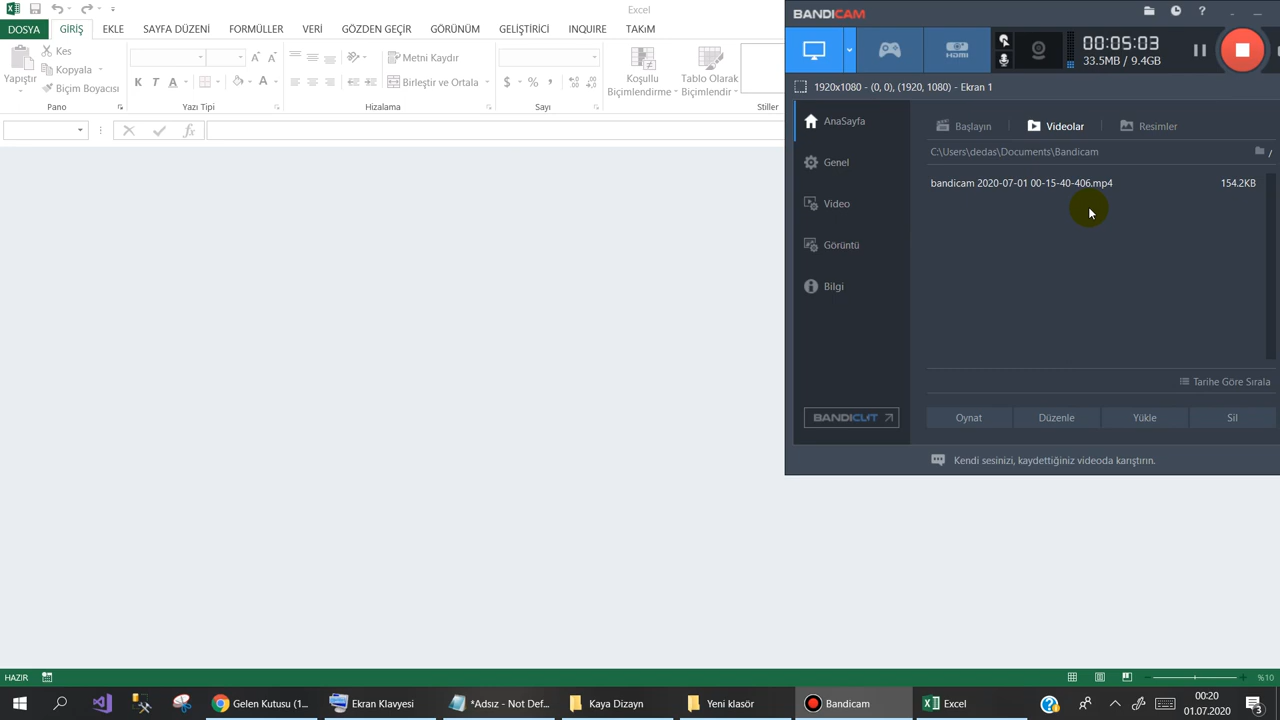 Excel
DOSYA GİRİŞ EKLE SAYFA DÜZENİ FORMÜLLER VERİ GÖZDEN GEÇİR GÖRÜNÜM GELİŞTİRİCİ INQUIRE TAKIM
Yapıştır
Kes
Kopyala
Biçim Boyacısı
Pano
K T A
Yazı Tipi
Metni Kaydır
Birleştir ve Ortala
Hizalama
$ %
Sayı
Koşullu
Biçimlendirme
Tablo Olarak
Biçimlendir
Stiller
fx
BANDICAM
HDMI
00:05:03
33.5MB / 9.4GB
1920x1080 - (0, 0), (1920, 1080) - Ekran 1
AnaSayfa
Genel
Video
Görüntü
Bilgi
BANDICUT
Başlayın Videolar Resimler
C:\Users\dedas\Documents\Bandicam
bandicam 2020-07-01 00-15-40-406.mp4 154.2KB
Tarihe Göre Sırala
Oynat Düzenle Yükle Sil
Kendi sesinizi, kaydettiğiniz videoda karıştırın.
HAZIR
%10
Gelen Kutusu (1...
Ekran Klavyesi
*Adsız - Not Def...
Kaya Dizayn
Yeni klasör
Bandicam
Excel
00:20
01.07.2020
3